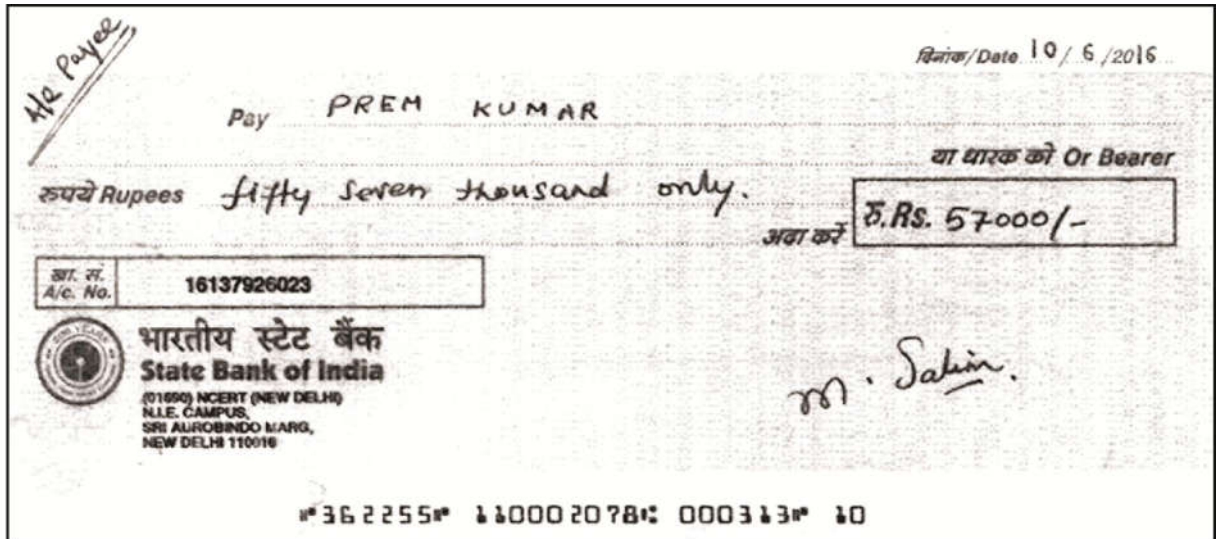 A/c Payee
दिनांक/Date 10/6/2016
Pay PREM KUMAR
या धारक को Or Bearer
रुपये Rupees fifty seven thousand only.
अदा करें रु.Rs. 57000/-
खा. सं.
A/c. No. 16137926023
भारतीय स्टेट बैंक
State Bank of India
(01690) NCERT (NEW DELHI)
N.I.E. CAMPUS,
SRI AUROBINDO MARG,
NEW DELHI 110016
M. Salim.
⑈362255⑈ 110002078⑆ 000313⑈ 10